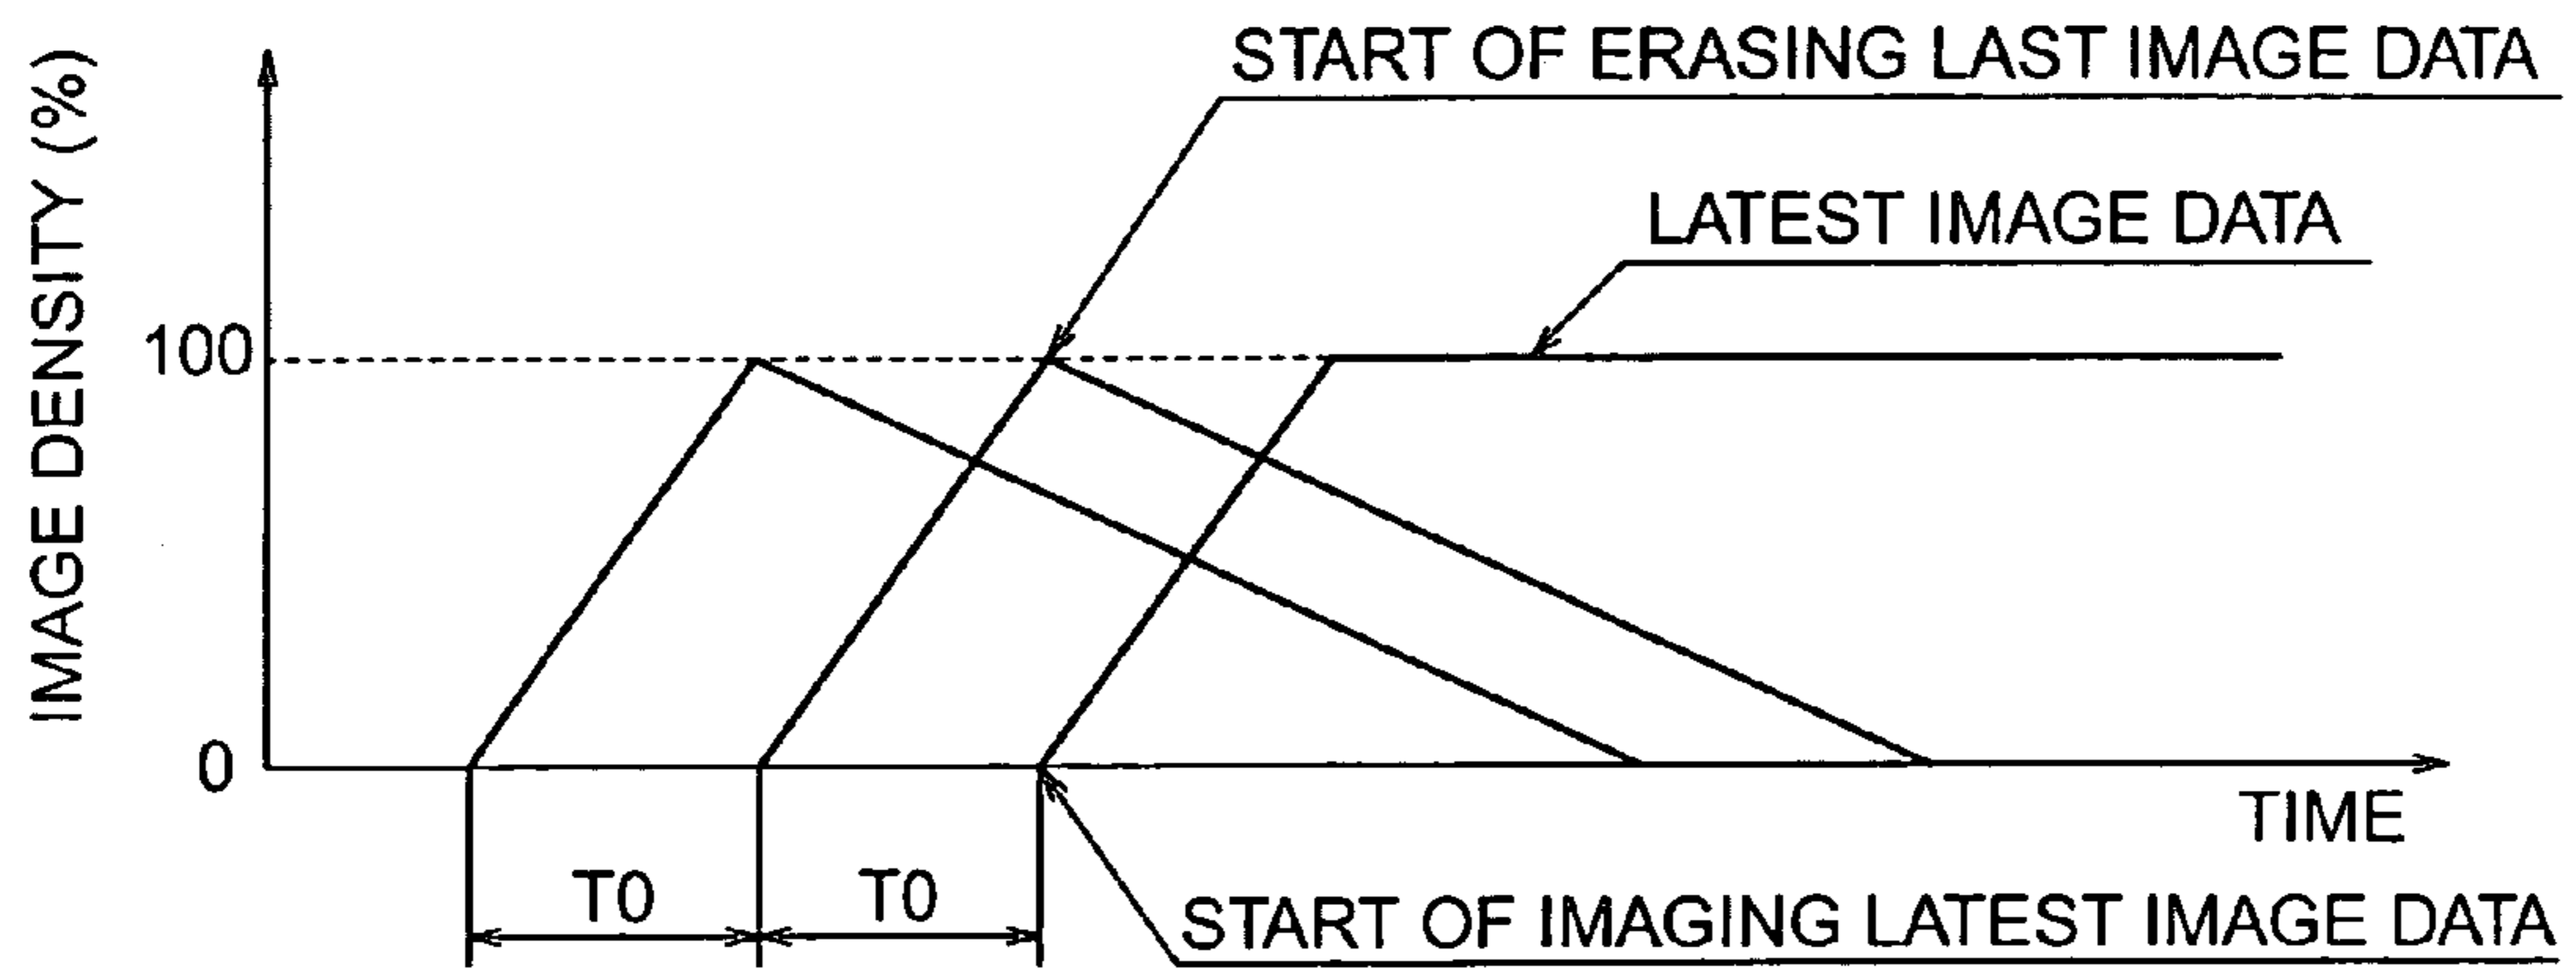 START OF ERASING LAST IMAGE DATA
LATEST IMAGE DATA
IMAGE DENSITY (%)
100
0
TIME
T0
T0
START OF IMAGING LATEST IMAGE DATA